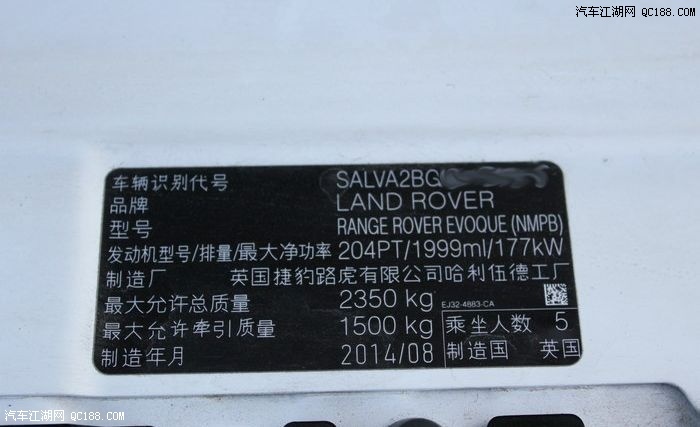 汽车江湖网 QC188.COM
车辆识别代号 SALVA2BG
品牌 LAND ROVER
型号 RANGE ROVER EVOQUE (NMPB)
发动机型号/排量/最大净功率 204PT/1999ml/177kW
制造厂 英国捷豹路虎有限公司哈利伍德工厂
最大允许总质量 2350 kg EJ32-4883-CA
最大允许牵引质量 1500 kg 乘坐人数 5
制造年月 2014/08 制造国 英国
汽车江湖网 QC188.COM